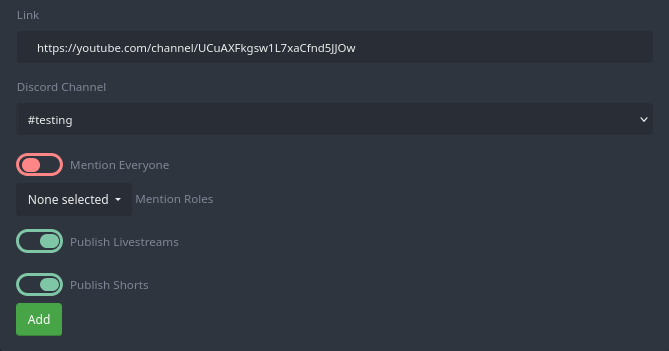 Link
https://youtube.com/channel/UCuAXFkgsw1L7xaCfnd5JJOw
Discord Channel
#testing
Mention Everyone
None selected Mention Roles
Publish Livestreams
Publish Shorts
Add